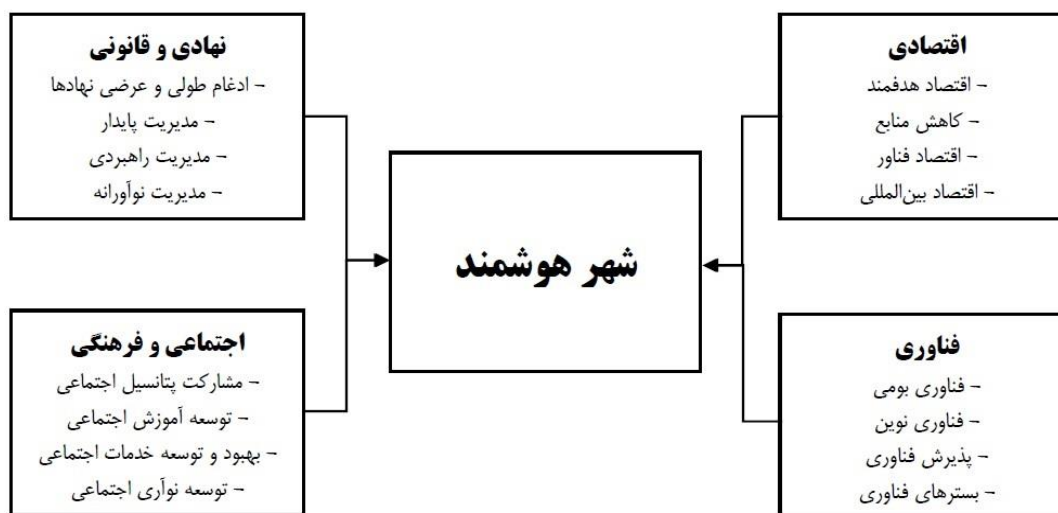 اقتصادی
- اقتصاد هدفمند
- کاهش منابع
- اقتصاد فناور
- اقتصاد بین‌المللی
نهادی و قانونی
- ادغام طولی و عرضی نهادها
- مدیریت پایدار
- مدیریت راهبردی
- مدیریت نوآورانه
شهر هوشمند
فناوری
- فناوری بومی
- فناوری نوین
- پذیرش فناوری
- بسترهای فناوری
اجتماعی و فرهنگی
- مشارکت پتانسیل اجتماعی
- توسعه آموزش اجتماعی
- بهبود و توسعه خدمات اجتماعی
- توسعه نوآری اجتماعی